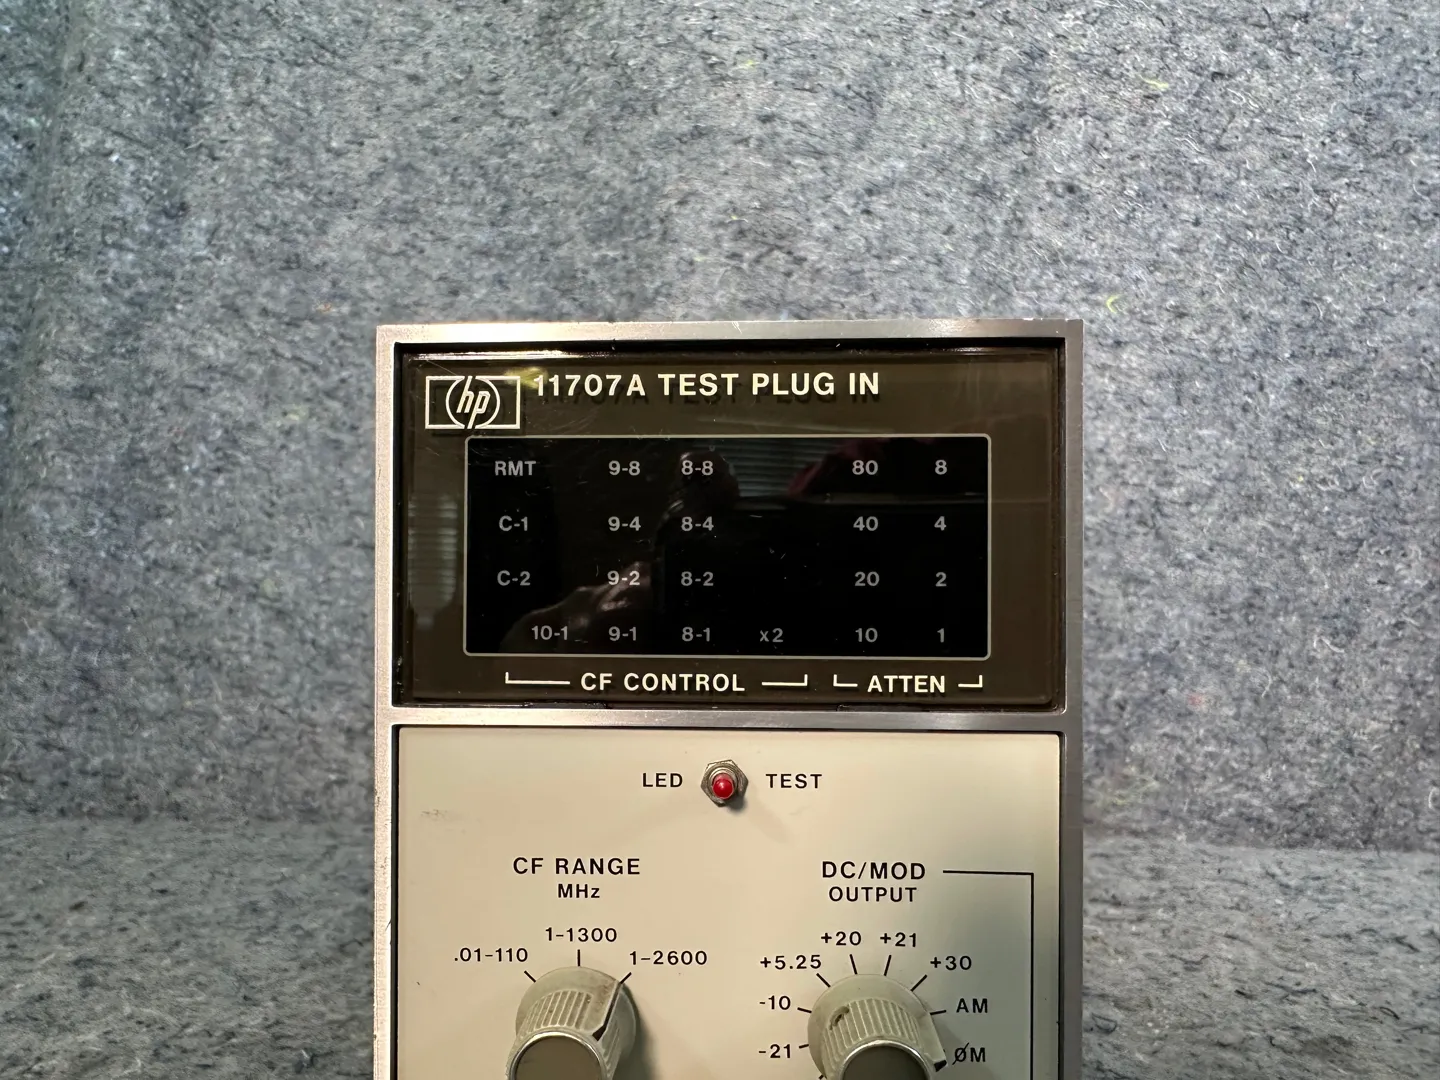 hp 11707A TEST PLUG IN
RMT 9-8 8-8 80 8
C-1 9-4 8-4 40 4
C-2 9-2 8-2 20 2
10-1 9-1 8-1 x2 10 1
CF CONTROL ATTEN
LED TEST
CF RANGE
MHz
.01-110 1-1300 1-2600
DC/MOD
OUTPUT
-21 -10 +5.25 +20 +21 +30 AM ØM